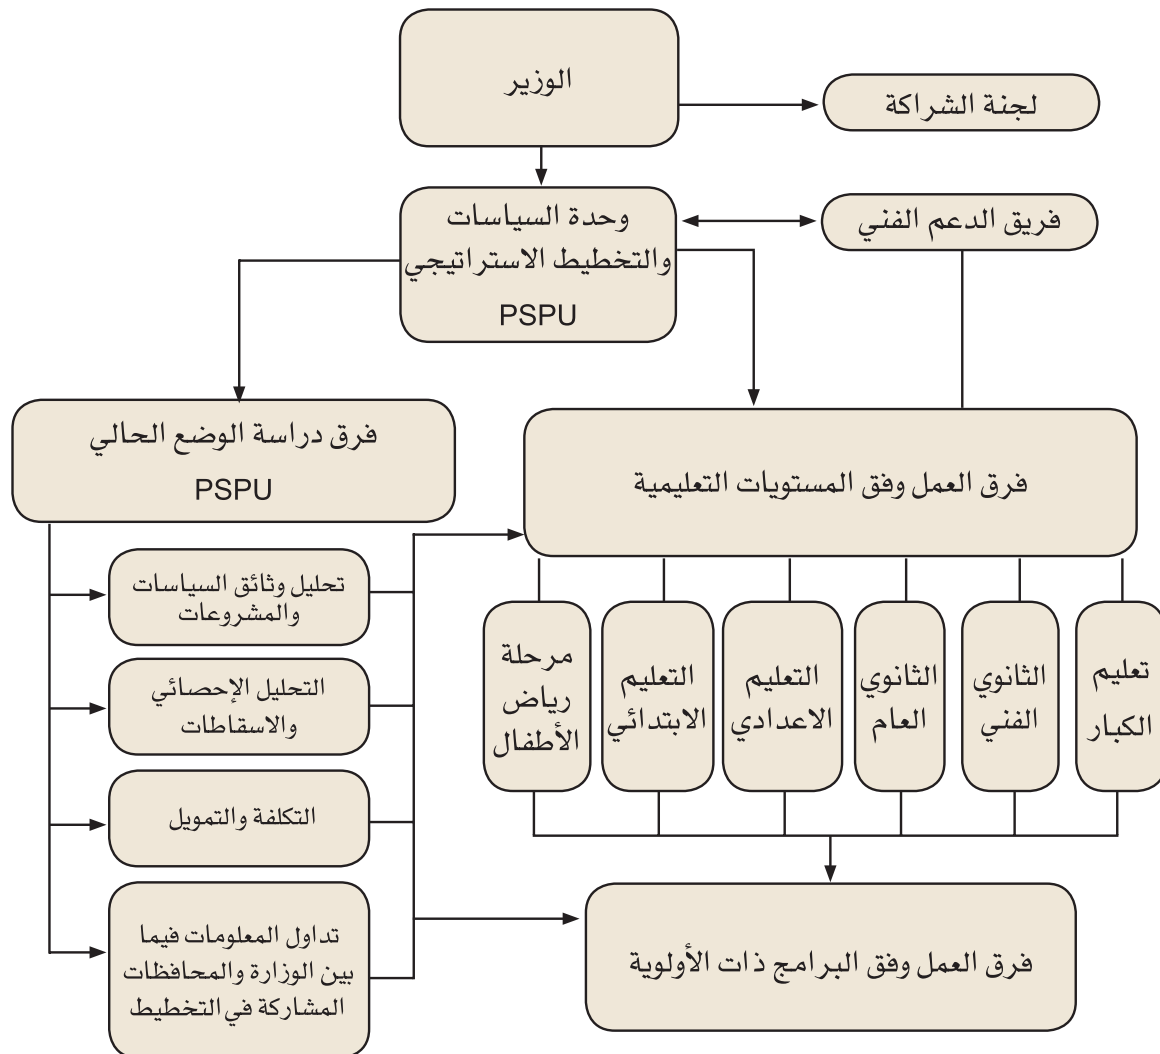 الوزير
لجنة الشراكة
وحدة السياسات
والتخطيط الاستراتيجي
PSPU
فريق الدعم الفني
فرق دراسة الوضع الحالي
PSPU
فرق العمل وفق المستويات التعليمية
تحليل وثائق السياسات
والمشروعات
التحليل الإحصائي
والاسقاطات
التكلفة والتمويل
تداول المعلومات فيما
بين الوزارة والمحافظات
المشاركة في التخطيط
تعليم
الكبار
الثانوي
الفني
الثانوي
العام
التعليم
الاعدادي
التعليم
الابتدائي
مرحلة
رياض
الأطفال
فرق العمل وفق البرامج ذات الأولوية